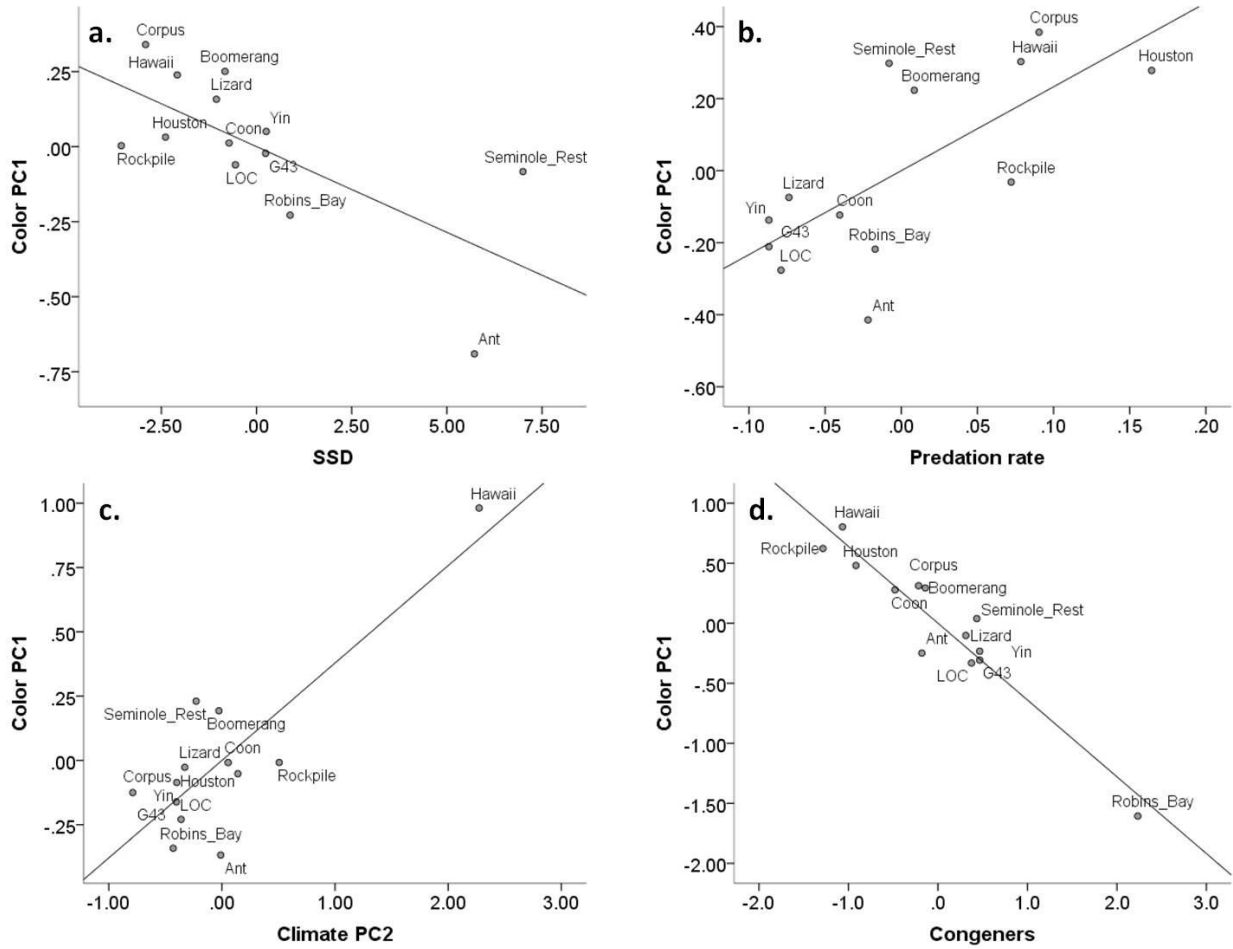 a.
Corpus
Hawaii
Boomerang
Lizard
Houston
Coon
Yin
Rockpile
LOC
G43
Seminole_Rest
Robins_Bay
Ant
.25
.00
-.25
-.50
-.75
Color PC1
-2.50 .00 2.50 5.00 7.50
SSD
b.
Corpus
Seminole_Rest
Hawaii
Houston
Boomerang
Rockpile
Lizard
Coon
Yin
G43
Robins_Bay
LOC
Ant
.40
.20
.00
-.20
-.40
-.60
Color PC1
-.10 -.05 .00 .05 .10 .15 .20
Predation rate
c.
Hawaii
Seminole_Rest
Boomerang
Lizard
Coon
Corpus
Houston
Rockpile
Yin
LOC
G43
Robins_Bay
Ant
1.00
.75
.50
.25
.00
-.25
Color PC1
-1.00 .00 1.00 2.00 3.00
Climate PC2
d.
Hawaii
Rockpile
Houston
Corpus
Boomerang
Coon
Seminole_Rest
Ant
Lizard
Yin
LOC
G43
Robins_Bay
1.00
.50
.00
-.50
-1.00
-1.50
-2.00
Color PC1
-2.0 -1.0 .0 1.0 2.0 3.0
Congeners